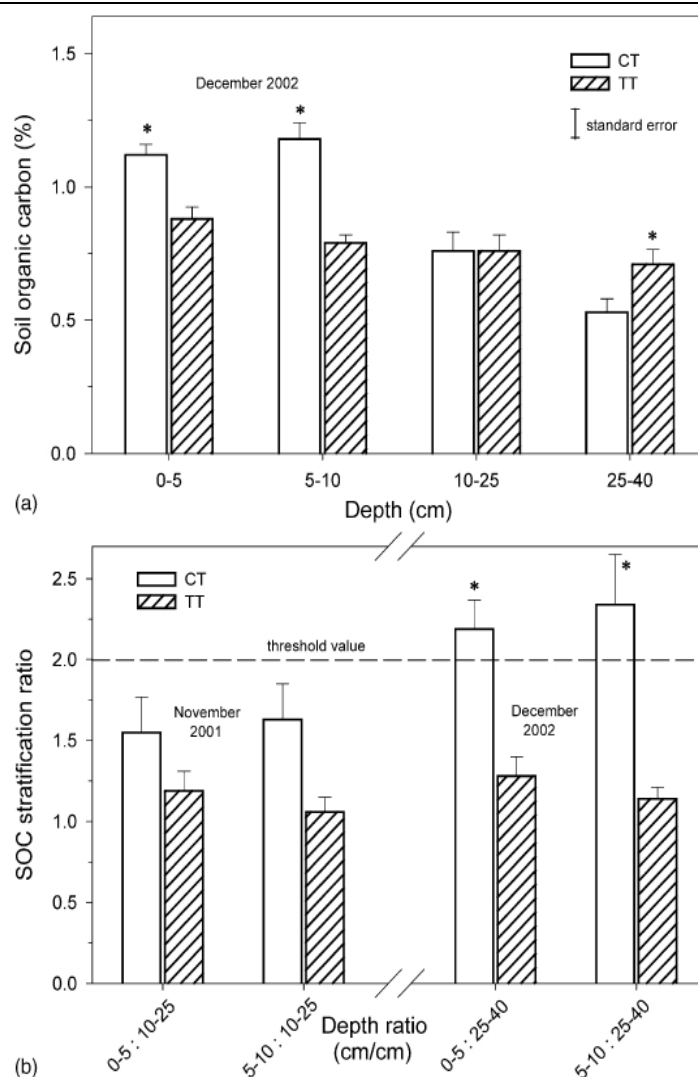 1.5
CT
December 2002
TT
*
*
standard error
1.0
*
0.5
0.0
Soil organic carbon (%)
0-5
5-10
10-25
25-40
(a)
Depth (cm)
2.5
CT
*
*
TT
threshold value
2.0
November
2001
December
2002
1.5
1.0
0.5
0.0
SOC stratification ratio
0-5 : 10-25
5-10 : 10-25
Depth ratio
(cm/cm)
0-5 : 25-40
5-10 : 25-40
(b)